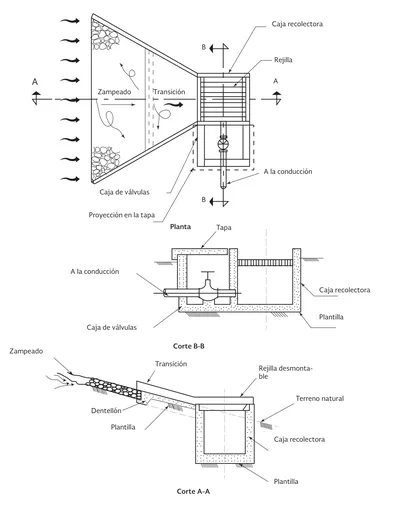 Caja recolectora
B
Rejilla
A
A
Zampeado
Transición
A la conducción
Caja de válvulas
B
Proyección en la tapa
Planta
Tapa
A la conducción
Caja recolectora
Plantilla
Caja de válvulas
Corte B-B
Zampeado
Transición
Rejilla desmonta-
ble
Terreno natural
Dentellón
Plantilla
Caja recolectora
Plantilla
Corte A-A